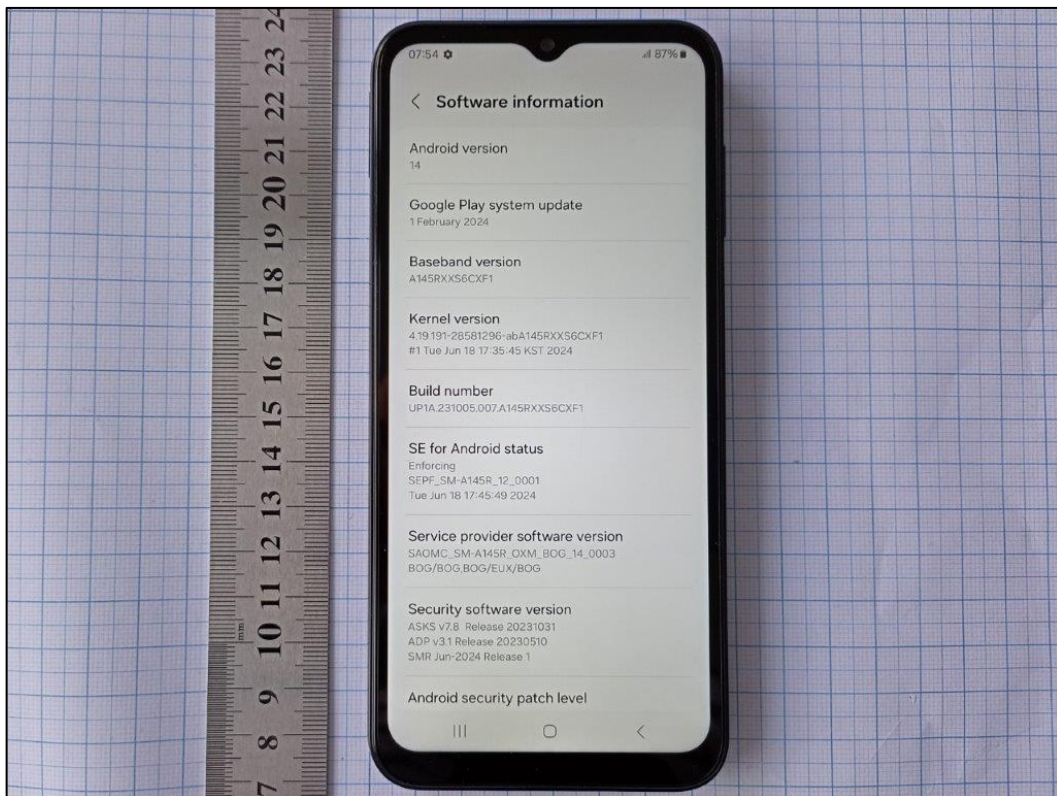 07:54
87%
Software information
Android version
14
Google Play system update
1 February 2024
Baseband version
A145RXXS6CXF1
Kernel version
4.19.191-28581296-abA145RXXS6CXF1
#1 Tue Jun 18 17:35:45 KST 2024
Build number
UP1A.231005.007.A145RXXS6CXF1
SE for Android status
Enforcing
SEPF_SM-A145R_12_0001
Tue Jun 18 17:45:49 2024
Service provider software version
SAOMC_SM-A145R_OXM_BOG_14_0003
BOG/BOG,BOG/EUX/BOG
Security software version
ASKS v7.8 Release 20231031
ADP v3.1 Release 20230510
SMR Jun-2024 Release 1
Android security patch level
24
23
22
21
20
19
18
17
16
15
14
13
12
11
10
mm
9
8
7